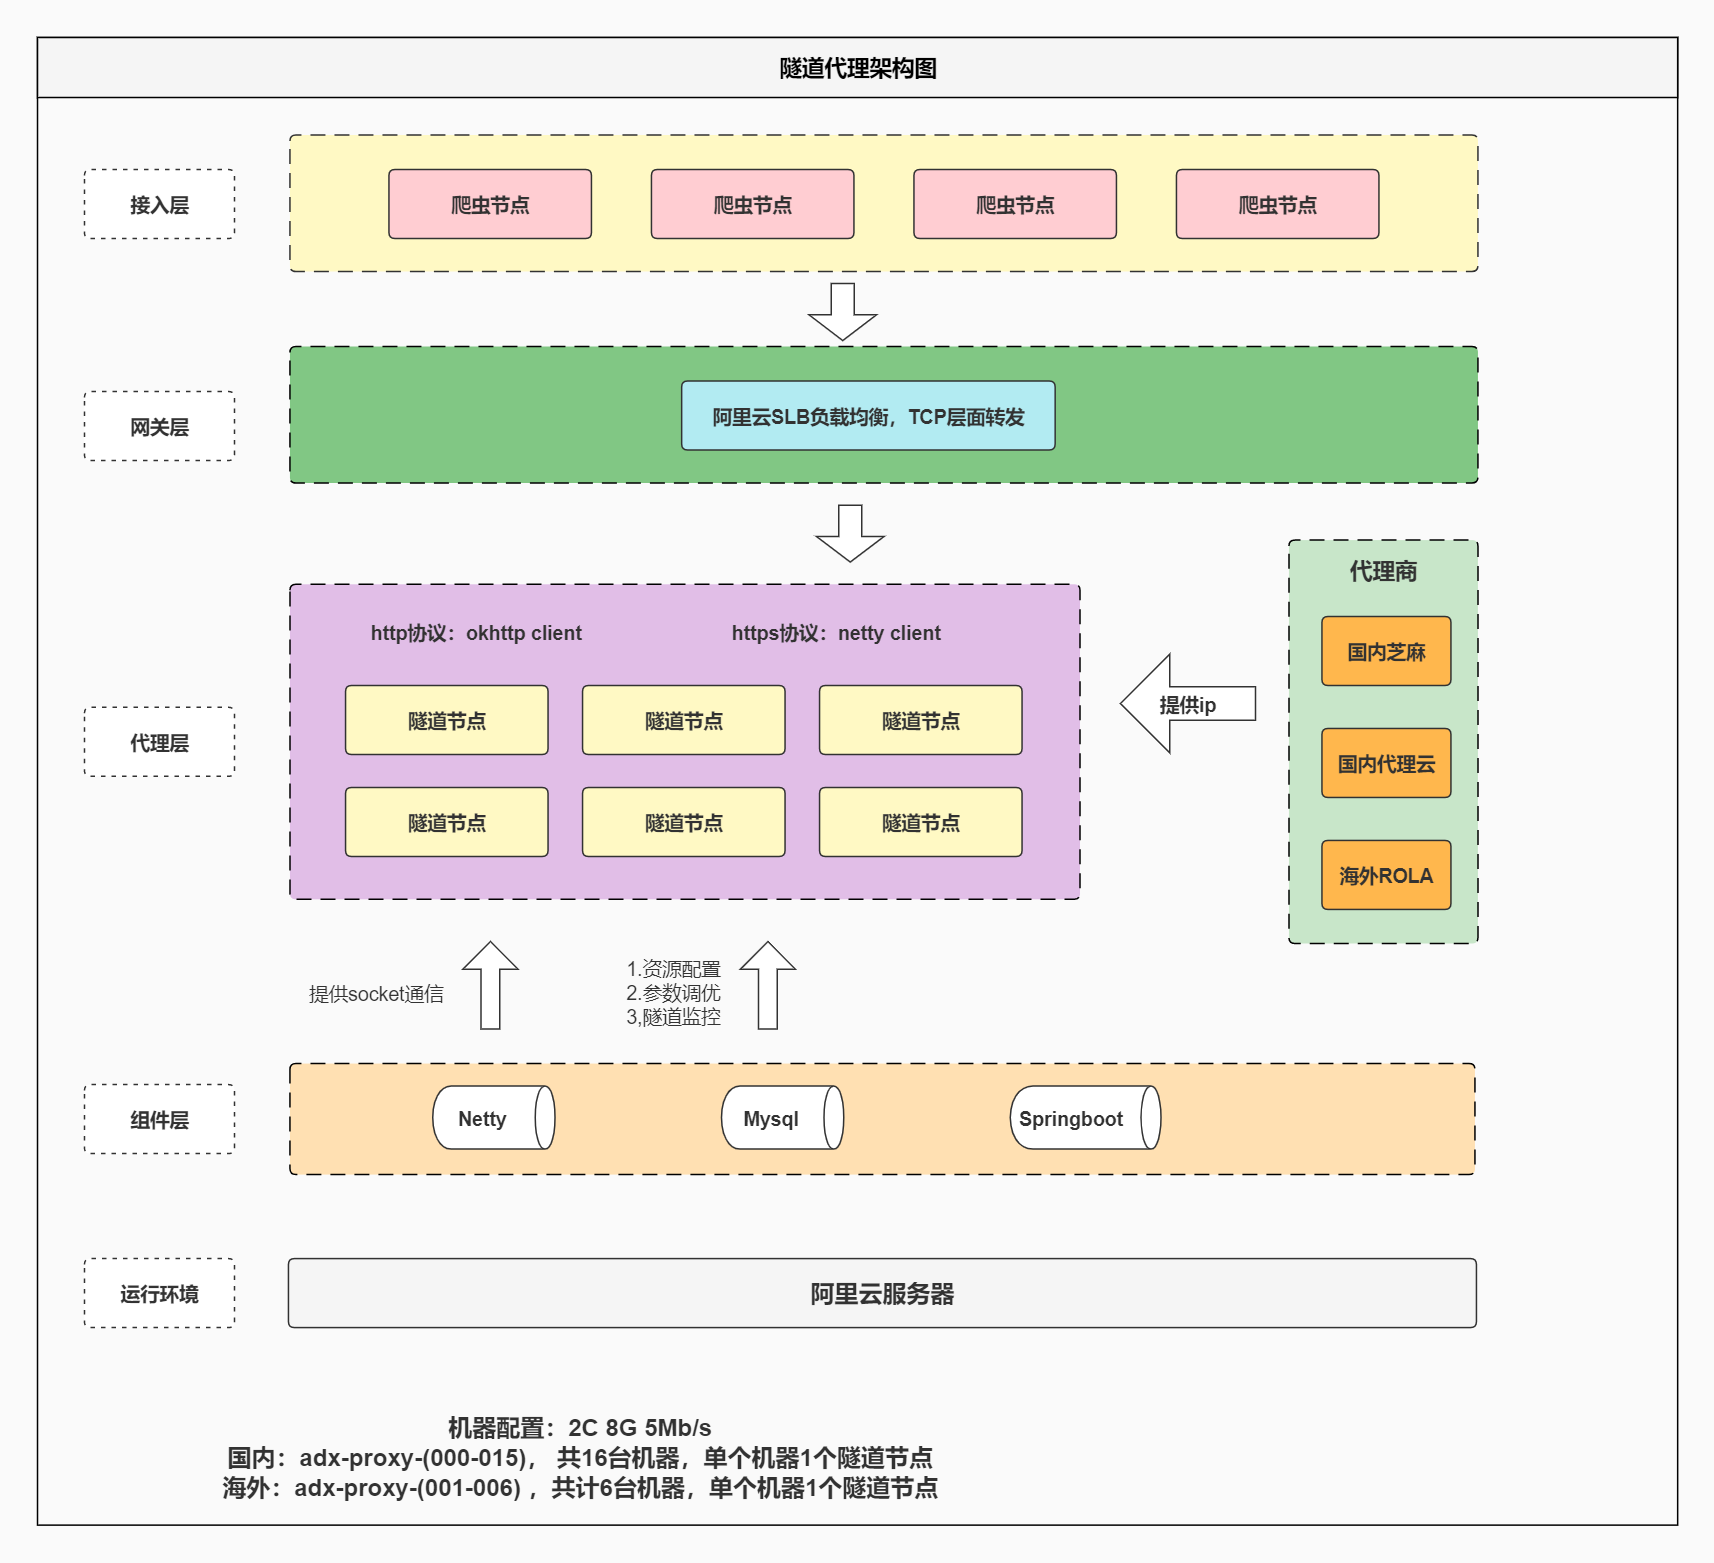 隧道代理架构图
接入层
爬虫节点
爬虫节点
爬虫节点
爬虫节点
网关层
阿里云SLB负载均衡，TCP层面转发
代理层
http协议：okhttp client
https协议：netty client
隧道节点
隧道节点
隧道节点
隧道节点
隧道节点
隧道节点
提供ip
代理商
国内芝麻
国内代理云
海外ROLA
提供socket通信
1.资源配置
2.参数调优
3,隧道监控
组件层
Netty
Mysql
Springboot
运行环境
阿里云服务器
机器配置：2C 8G 5Mb/s
国内：adx-proxy-(000-015)， 共16台机器，单个机器1个隧道节点
海外：adx-proxy-(001-006) ，共计6台机器，单个机器1个隧道节点